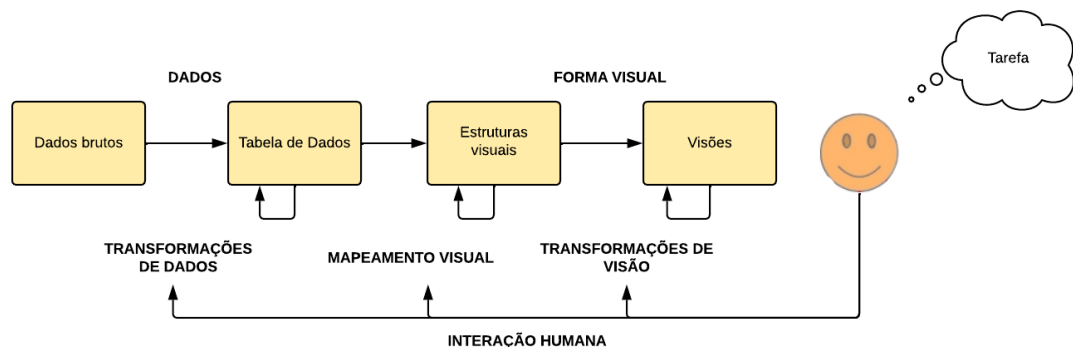 Tarefa
DADOS
FORMA VISUAL
Dados brutos
Tabela de Dados
Estruturas
visuais
Visões
TRANSFORMAÇÕES
DE DADOS
MAPEAMENTO VISUAL
TRANSFORMAÇÕES DE
VISÃO
INTERAÇÃO HUMANA